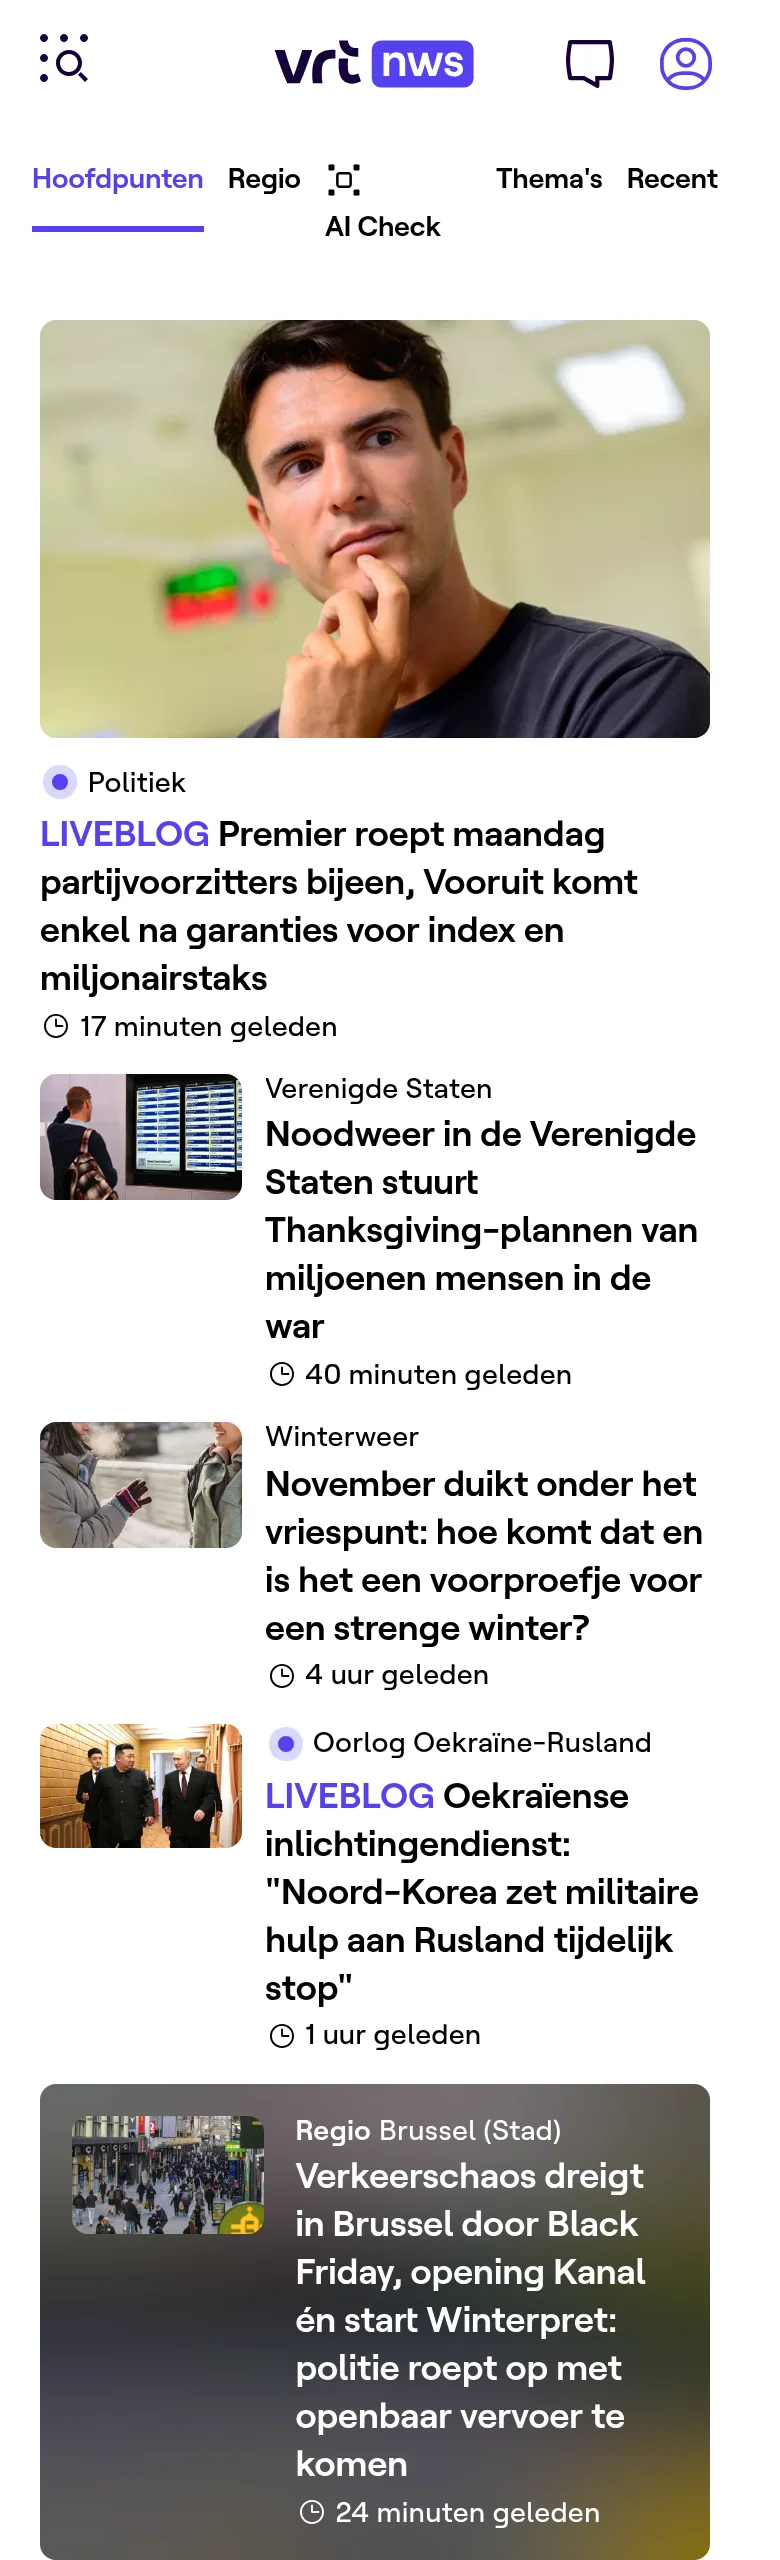 vrt nws
Hoofdpunten
Regio
AI Check
Thema's
Recent
Politiek
LIVEBLOG Premier roept maandag
partijvoorzitters bijeen, Vooruit komt
enkel na garanties voor index en
miljonairstaks
17 minuten geleden
Verenigde Staten
Noodweer in de Verenigde
Staten stuurt
Thanksgiving-plannen van
miljoenen mensen in de
war
40 minuten geleden
Winterweer
November duikt onder het
vriespunt: hoe komt dat en
is het een voorproefje voor
een strenge winter?
4 uur geleden
Oorlog Oekraïne-Rusland
LIVEBLOG Oekraïense
inlichtingendienst:
"Noord-Korea zet militaire
hulp aan Rusland tijdelijk
stop"
1 uur geleden
Regio Brussel (Stad)
Verkeerschaos dreigt
in Brussel door Black
Friday, opening Kanal
én start Winterpret:
politie roept op met
openbaar vervoer te
komen
24 minuten geleden